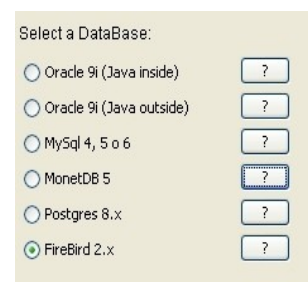 Select a DataBase:
Oracle 9i (Java inside) ?
Oracle 9i (Java outside) ?
MySql 4, 5 o 6 ?
MonetDB 5 ?
Postgres 8.x ?
FireBird 2.x ?